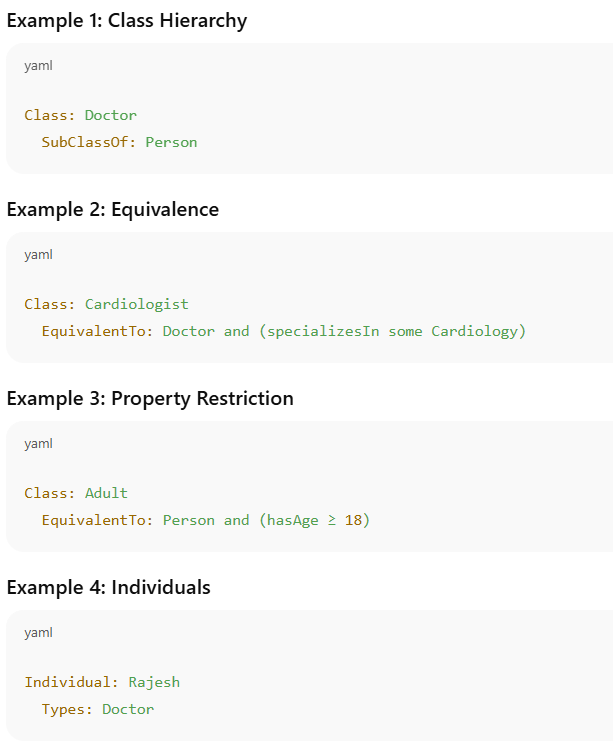 Example 1: Class Hierarchy
yaml
Class: Doctor
SubClassOf: Person
Example 2: Equivalence
yaml
Class: Cardiologist
EquivalentTo: Doctor and (specializesIn some Cardiology)
Example 3: Property Restriction
yaml
Class: Adult
EquivalentTo: Person and (hasAge ≥ 18)
Example 4: Individuals
yaml
Individual: Rajesh
Types: Doctor